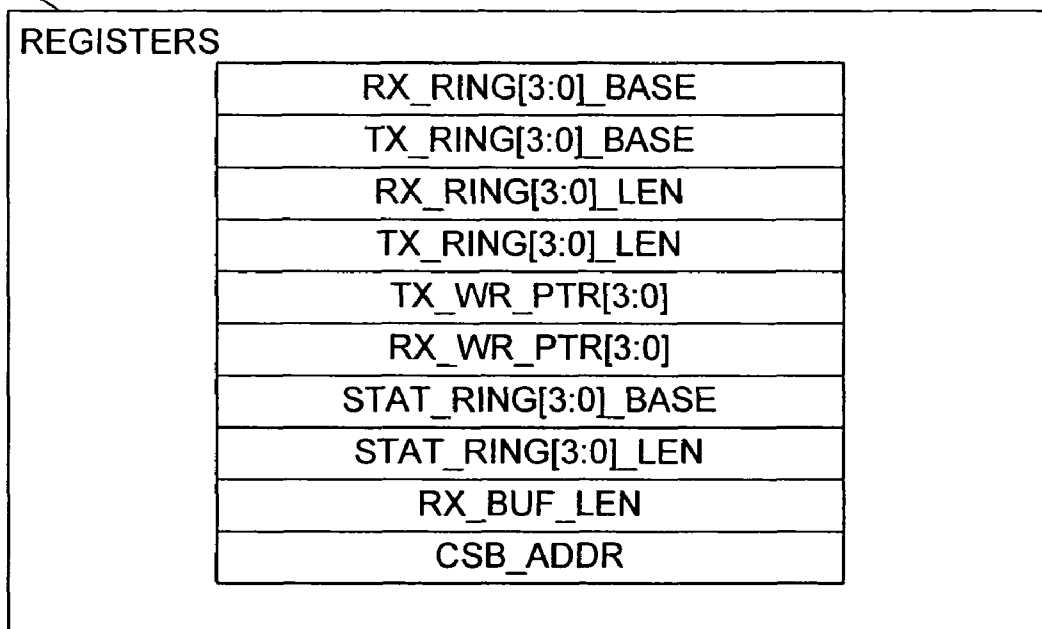 REGISTERS
RX_RING[3:0]_BASE
TX_RING[3:0]_BASE
RX_RING[3:0]_LEN
TX_RING[3:0]_LEN
TX_WR_PTR[3:0]
RX_WR_PTR[3:0]
STAT_RING[3:0]_BASE
STAT_RING[3:0]_LEN
RX_BUF_LEN
CSB_ADDR